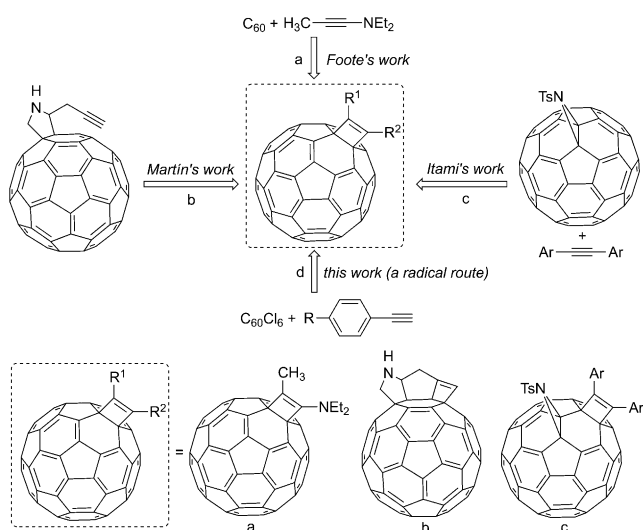 C60 + H3C NEt2
a Foote's work
H
N
R1
R2
TsN
Martín's work
b
Itami's work
c
+
Ar Ar
d this work (a radical route)
C60Cl6 + R
R1
R2
=
CH3
NEt2
a
H
N
b
TsN
Ar
Ar
c